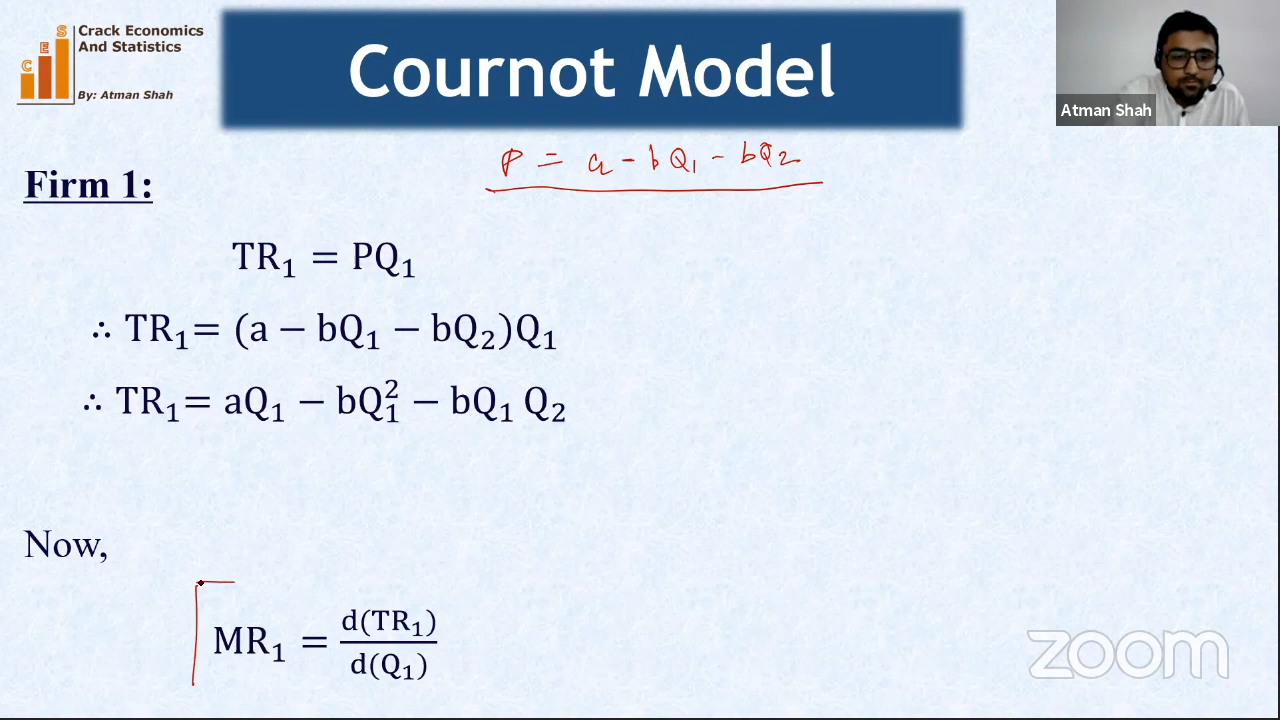 C E S
Crack Economics
And Statistics
By: Atman Shah
Cournot Model
Atman Shah
P = a - bQ₁ - bQ2
Firm 1:
TR₁ = PQ₁
∴ TR₁= (a − bQ₁ − bQ₂)Q₁
∴ TR₁= aQ₁ − bQ₁² − bQ₁ Q₂
Now,
MR₁ = d(TR₁)/d(Q₁)
zoom